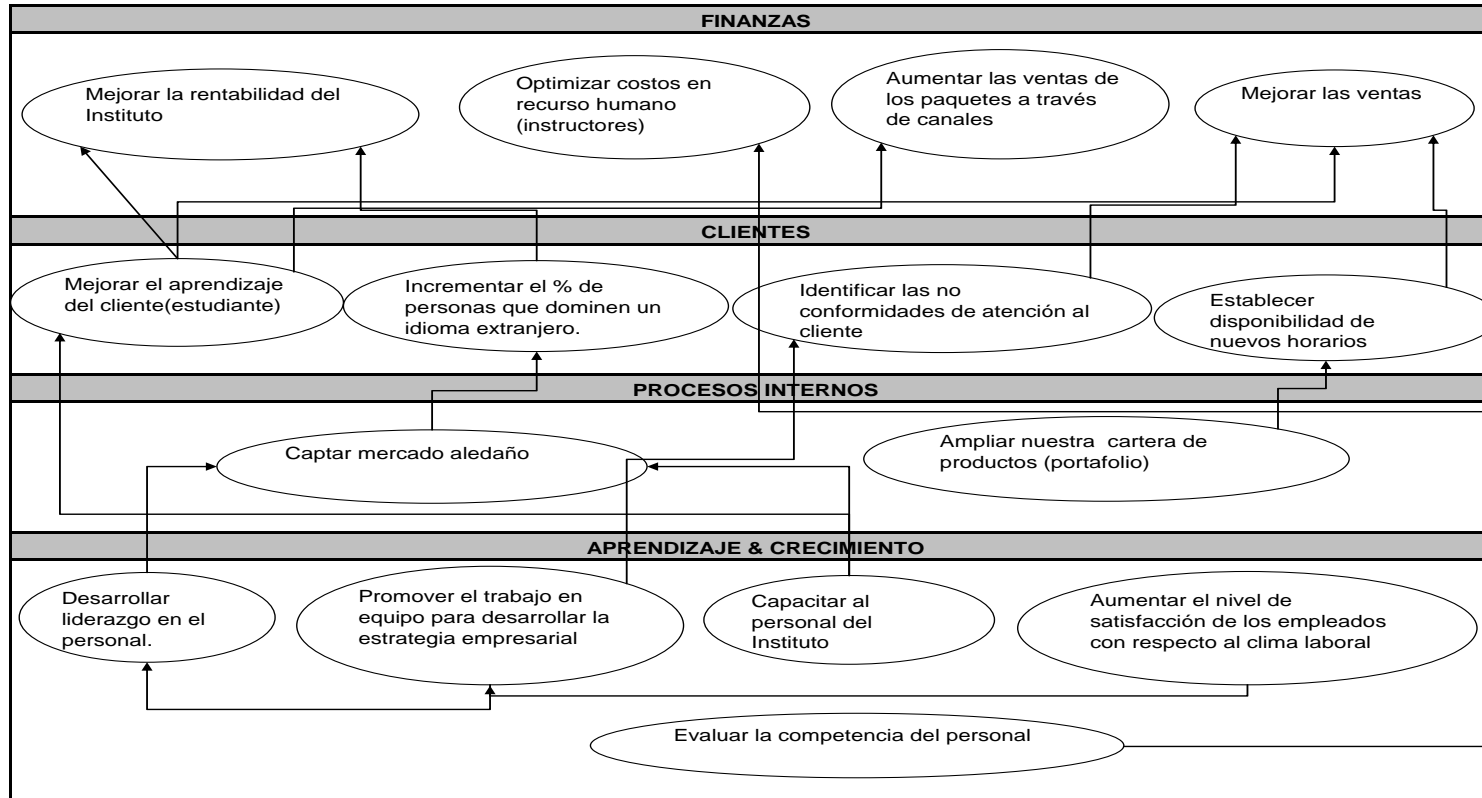 FINANZAS
Mejorar la rentabilidad del
Instituto
Optimizar costos en
recurso humano
(instructores)
Aumentar las ventas de
los paquetes a través
de canales
Mejorar las ventas
CLIENTES
Mejorar el aprendizaje
del cliente(estudiante)
Incrementar el % de
personas que dominen un
idioma extranjero.
Identificar las no
conformidades de atención al
cliente
Establecer
disponibilidad de
nuevos horarios
PROCESOS INTERNOS
Captar mercado aledaño
Ampliar nuestra cartera de
productos (portafolio)
APRENDIZAJE & CRECIMIENTO
Desarrollar
liderazgo en el
personal.
Promover el trabajo en
equipo para desarrollar la
estrategia empresarial
Capacitar al
personal del
Instituto
Aumentar el nivel de
satisfacción de los empleados
con respecto al clima laboral
Evaluar la competencia del personal